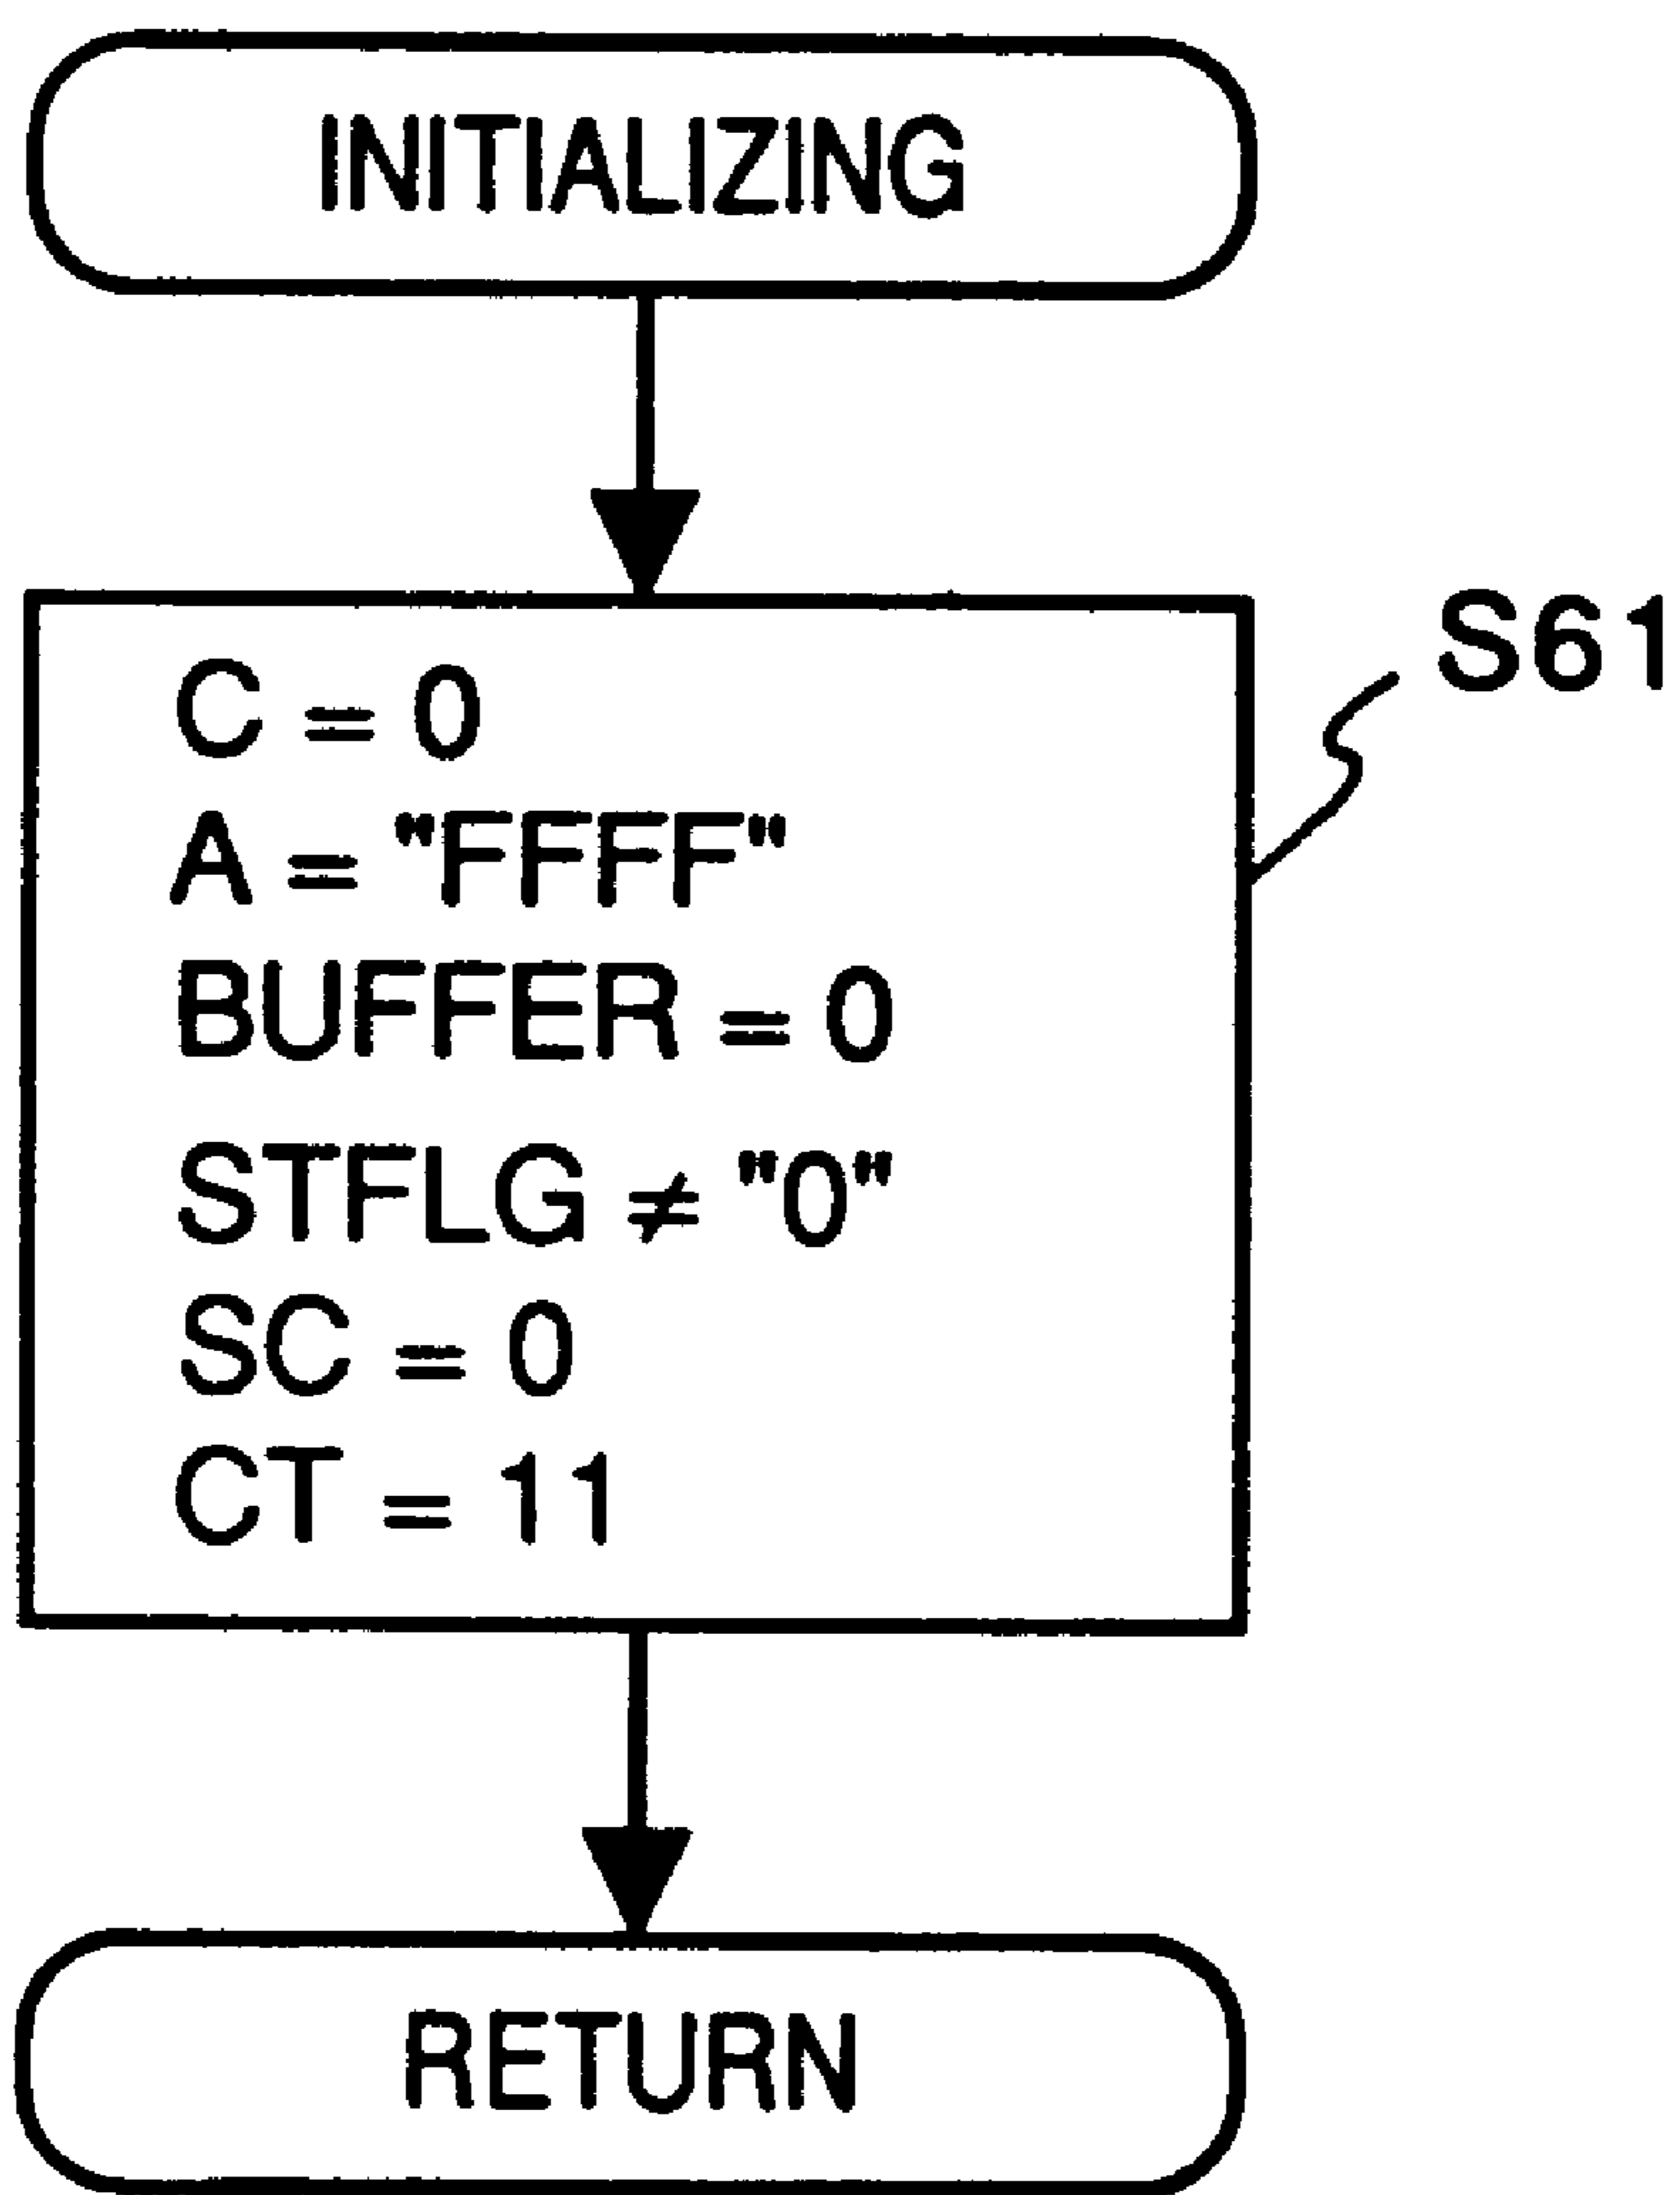 INITIALIZING
S61
C = 0
A = "FFFF"
BUFFER = 0
STFLG ≠ "0"
SC = 0
CT = 11
RETURN